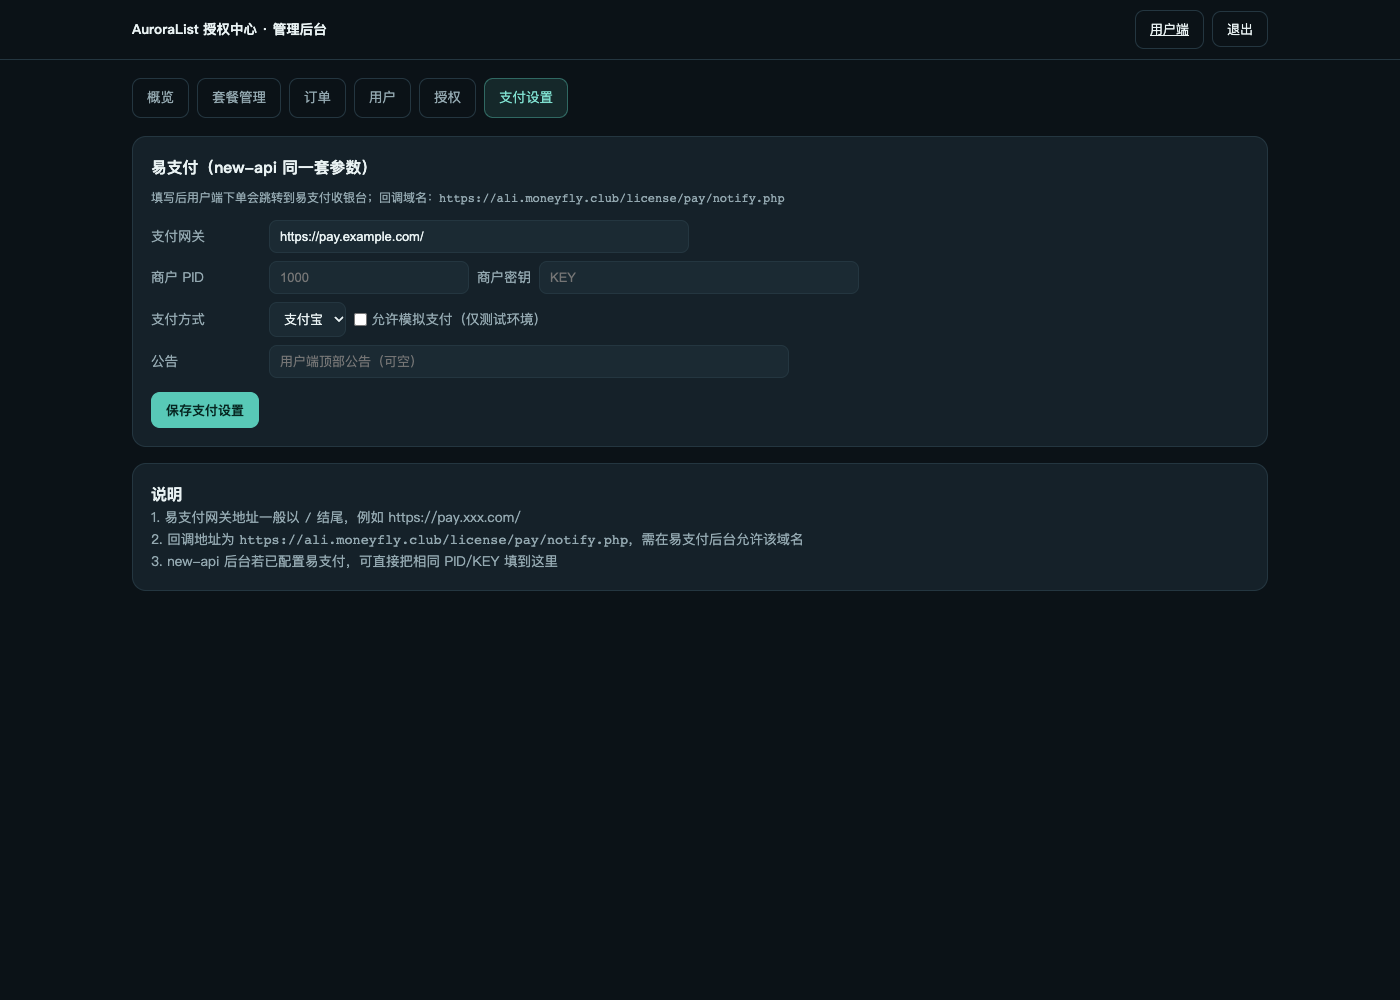 AuroraList 授权中心 · 管理后台
用户端
退出
概览
套餐管理
订单
用户
授权
支付设置
易支付（new-api 同一套参数）
填写后用户端下单会跳转到易支付收银台；回调域名：https://ali.moneyfly.club/license/pay/notify.php
支付网关
https://pay.example.com/
商户 PID
1000
商户密钥
KEY
支付方式
支付宝
允许模拟支付（仅测试环境）
公告
用户端顶部公告（可空）
保存支付设置
说明
1. 易支付网关地址一般以 / 结尾，例如 https://pay.xxx.com/
2. 回调地址为 https://ali.moneyfly.club/license/pay/notify.php，需在易支付后台允许该域名
3. new-api 后台若已配置易支付，可直接把相同 PID/KEY 填到这里